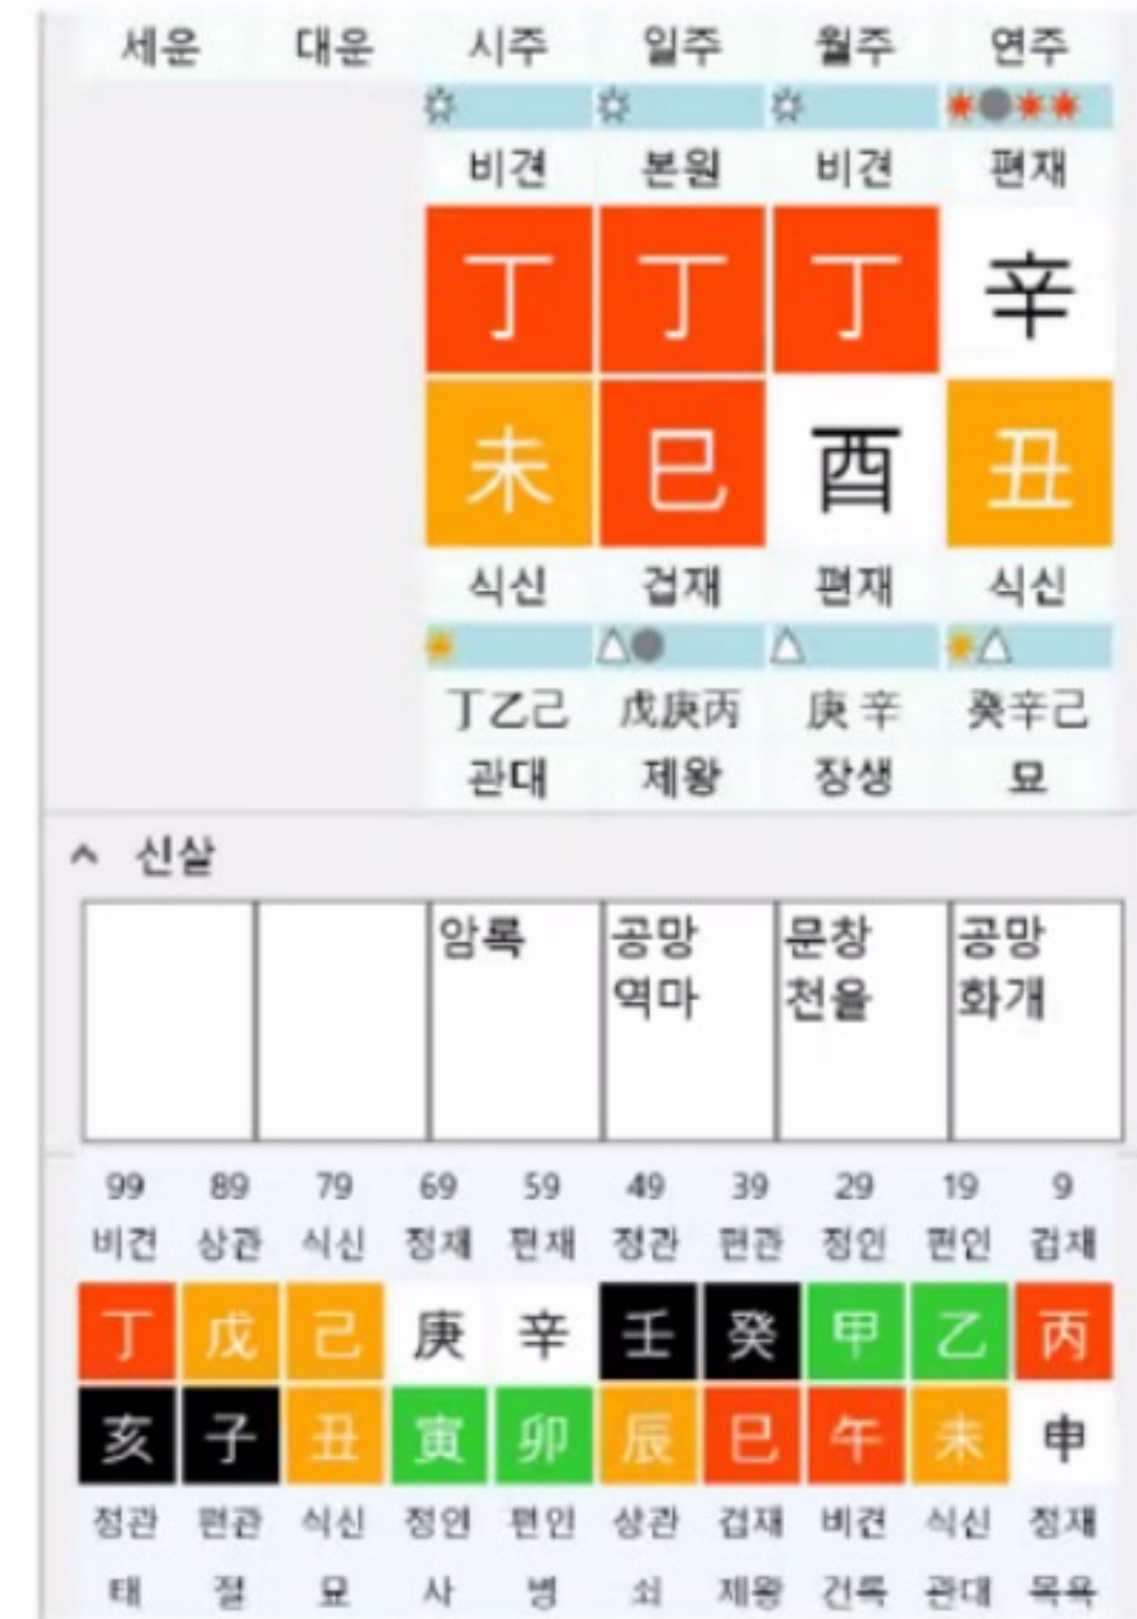 세운 대운 시주 일주 월주 연주
비견 본원 비견 편재
丁 丁 丁 辛
未 巳 酉 丑
식신 겁재 편재 식신
丁乙己 戊庚丙 庚辛 癸辛己
관대 제왕 장생 묘
신살
암록 공망 문창 공망
역마 천을 화개
99 89 79 69 59 49 39 29 19 9
비견 상관 식신 정재 편재 정관 편관 정인 편인 겁재
丁 戊 己 庚 辛 壬 癸 甲 乙 丙
亥 子 丑 寅 卯 辰 巳 午 未 申
정관 편관 식신 정인 편인 상관 겁재 비견 식신 정재
태 절 묘 사 병 쇠 제왕 건록 관대 목욕